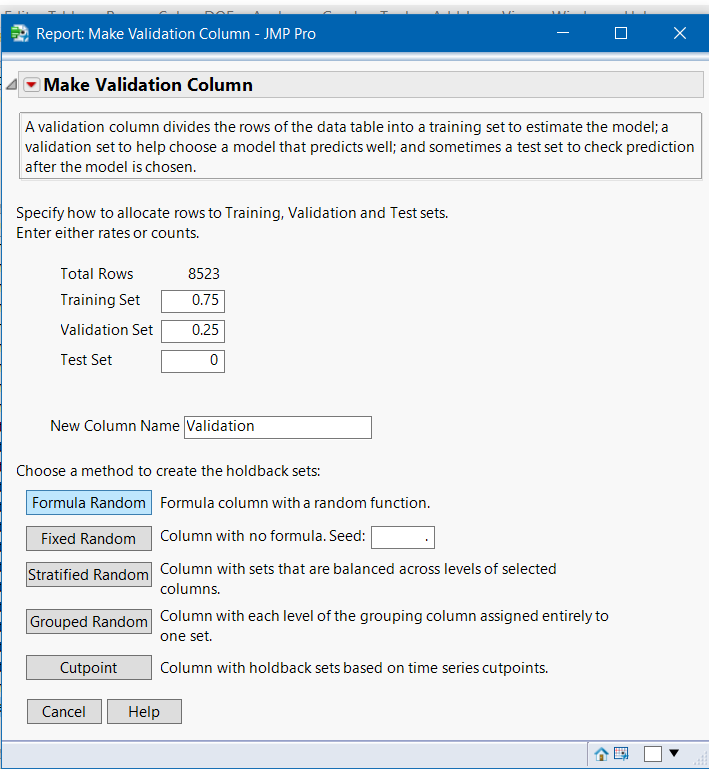 Report: Make Validation Column - JMP Pro
Make Validation Column
A validation column divides the rows of the data table into a training set to estimate the model; a
validation set to help choose a model that predicts well; and sometimes a test set to check prediction
after the model is chosen.
Specify how to allocate rows to Training, Validation and Test sets.
Enter either rates or counts.
Total Rows 8523
Training Set 0.75
Validation Set 0.25
Test Set 0
New Column Name Validation
Choose a method to create the holdback sets:
Formula Random Formula column with a random function.
Fixed Random Column with no formula. Seed: .
Stratified Random Column with sets that are balanced across levels of selected
columns.
Grouped Random Column with each level of the grouping column assigned entirely to
one set.
Cutpoint Column with holdback sets based on time series cutpoints.
Cancel Help